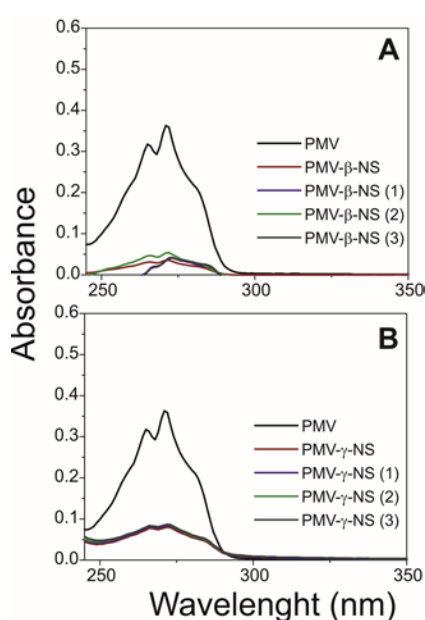 Absorbance
A
0.6
0.5
0.4
0.3
0.2
0.1
0.0
PMV
PMV-β-NS
PMV-β-NS (1)
PMV-β-NS (2)
PMV-β-NS (3)
250
300
350
B
0.6
0.5
0.4
0.3
0.2
0.1
0.0
PMV
PMV-γ-NS
PMV-γ-NS (1)
PMV-γ-NS (2)
PMV-γ-NS (3)
250
300
350
Wavelenght (nm)